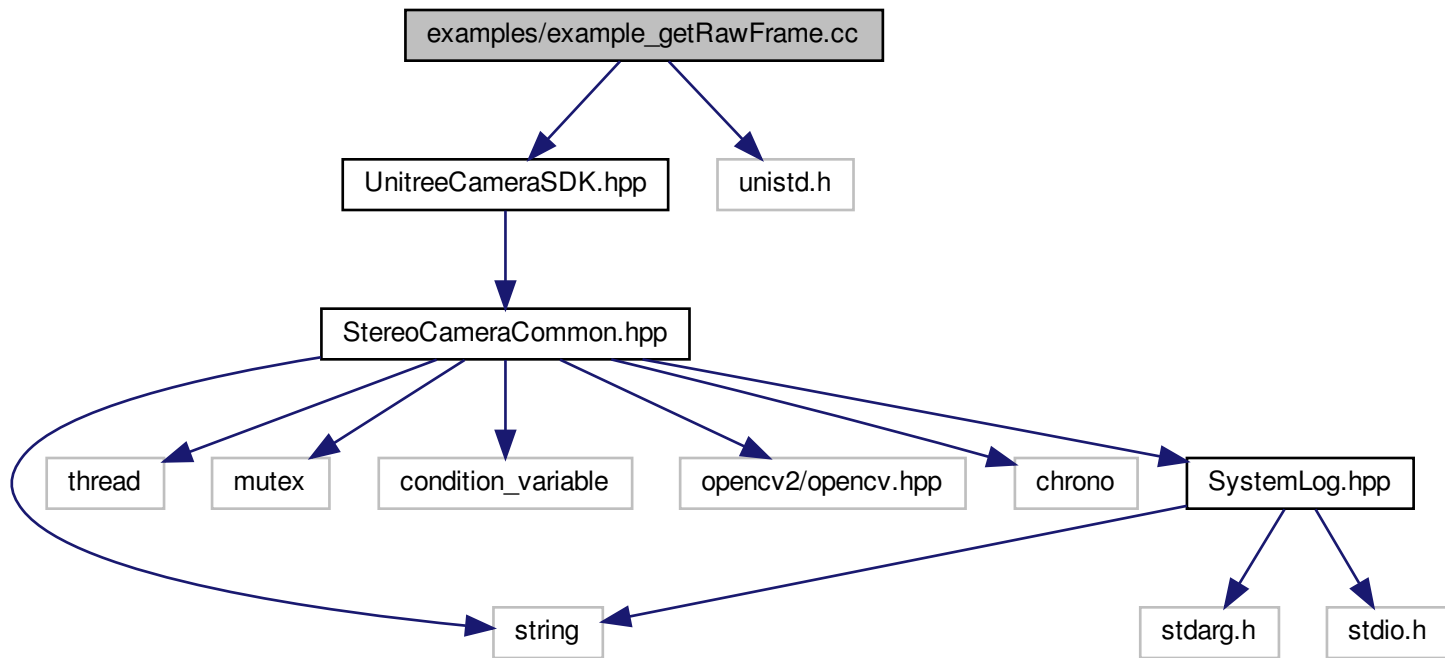 examples/example_getRawFrame.cc
UnitreeCameraSDK.hpp
unistd.h
StereoCameraCommon.hpp
thread
mutex
condition_variable
opencv2/opencv.hpp
chrono
SystemLog.hpp
string
stdarg.h
stdio.h